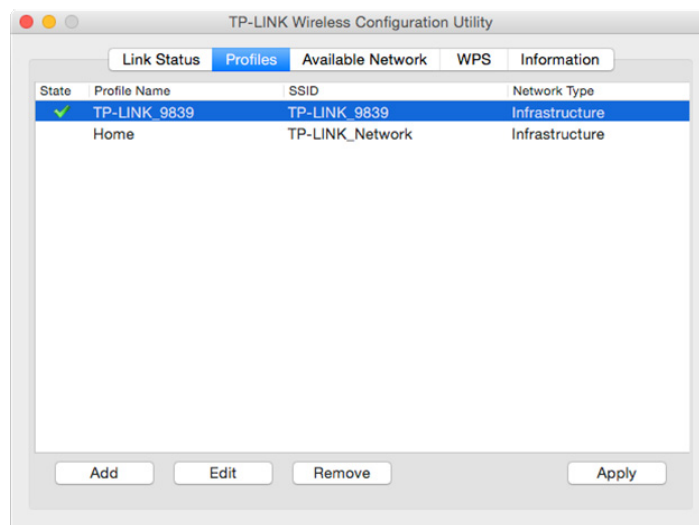 TP-LINK Wireless Configuration Utility
Link Status Profiles Available Network WPS Information
State Profile Name SSID Network Type
TP-LINK_9839 TP-LINK_9839 Infrastructure
Home TP-LINK_Network Infrastructure
Add Edit Remove Apply